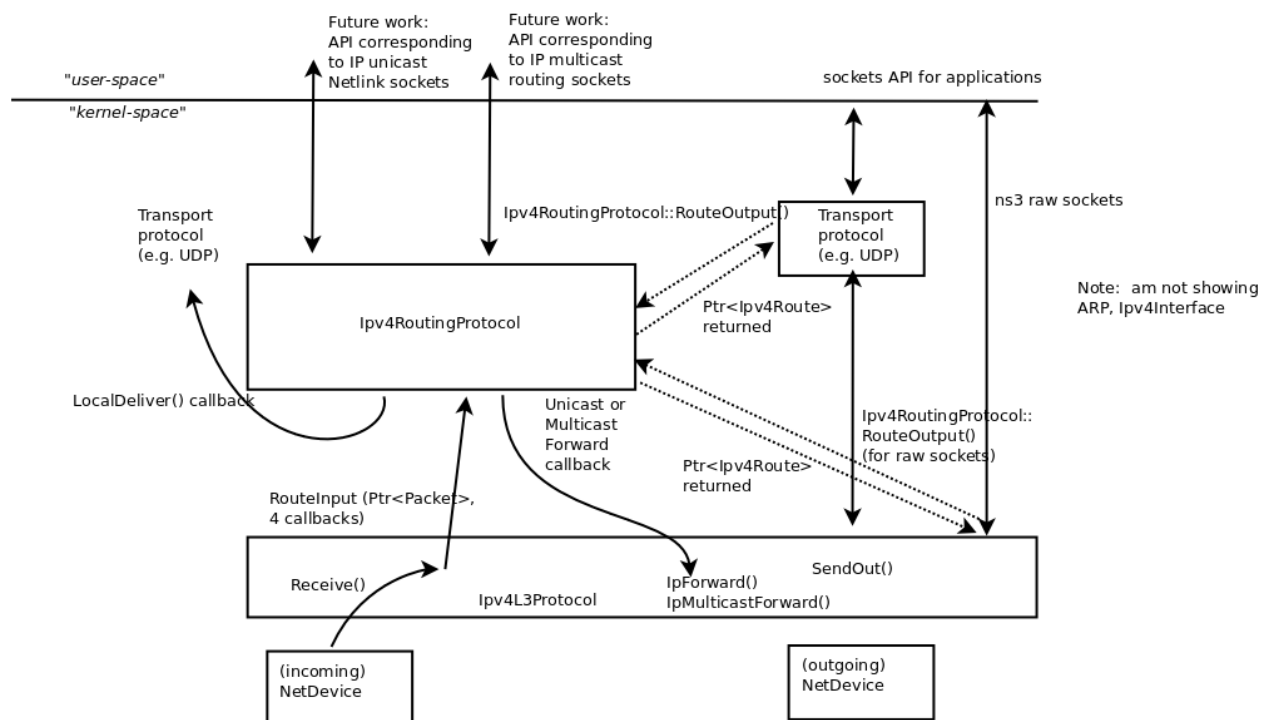 Future work:
API corresponding
to IP unicast
Netlink sockets
Future work:
API corresponding
to IP multicast
routing sockets
"user-space"
sockets API for applications
"kernel-space"
Transport
protocol
(e.g. UDP)
Ipv4RoutingProtocol::RouteOutput()
Transport
protocol
(e.g. UDP)
ns3 raw sockets
Note:  am not showing
ARP, Ipv4Interface
Ipv4RoutingProtocol
Ptr<Ipv4Route>
returned
LocalDeliver() callback
Unicast or
Multicast
Forward
callback
Ipv4RoutingProtocol::
RouteOutput()
(for raw sockets)
Ptr<Ipv4Route>
returned
RouteInput (Ptr<Packet>,
4 callbacks)
Receive()
Ipv4L3Protocol
IpForward()
IpMulticastForward()
SendOut()
(incoming)
NetDevice
(outgoing)
NetDevice